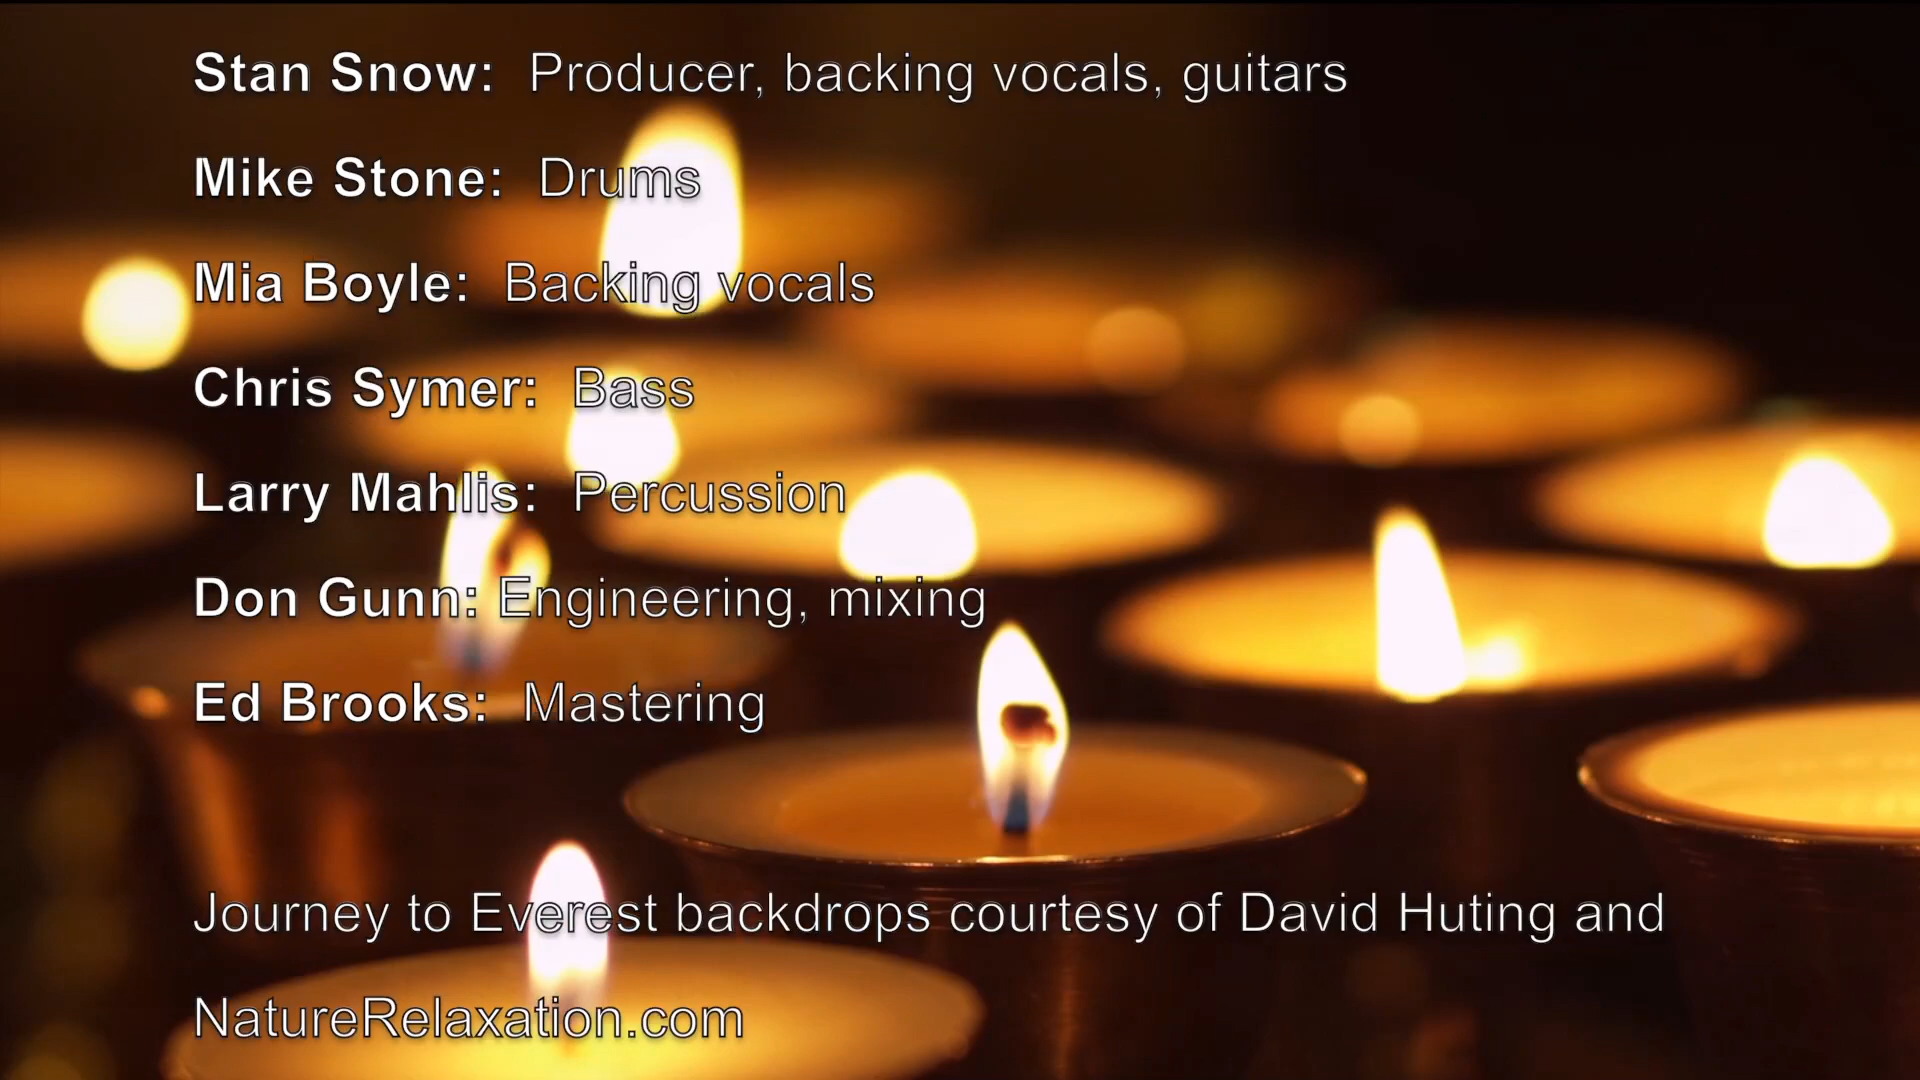 Stan Snow: Producer, backing vocals, guitars
Mike Stone: Drums
Mia Boyle: Backing vocals
Chris Symer: Bass
Larry Mahlis: Percussion
Don Gunn: Engineering, mixing
Ed Brooks: Mastering
Journey to Everest backdrops courtesy of David Huting and
NatureRelaxation.com